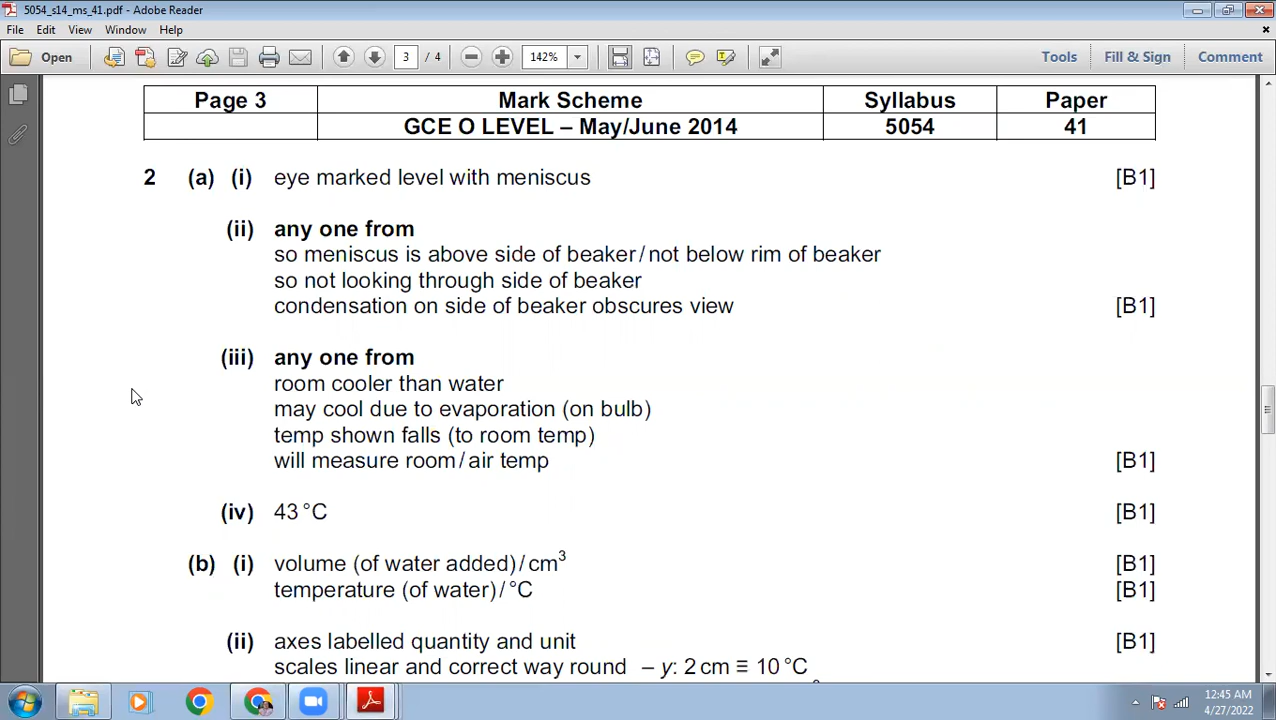 5054_s14_ms_41.pdf - Adobe Reader
File Edit View Window Help
Open 3 / 4 142% Tools Fill & Sign Comment
Page 3 Mark Scheme Syllabus Paper
GCE O LEVEL – May/June 2014 5054 41
2 (a) (i) eye marked level with meniscus [B1]
(ii) any one from
so meniscus is above side of beaker/not below rim of beaker
so not looking through side of beaker
condensation on side of beaker obscures view [B1]
(iii) any one from
room cooler than water
may cool due to evaporation (on bulb)
temp shown falls (to room temp)
will measure room/air temp [B1]
(iv) 43 °C [B1]
(b) (i) volume (of water added)/cm³ [B1]
temperature (of water)/°C [B1]
(ii) axes labelled quantity and unit [B1]
scales linear and correct way round – y: 2 cm ≡ 10 °C
12:45 AM
4/27/2022